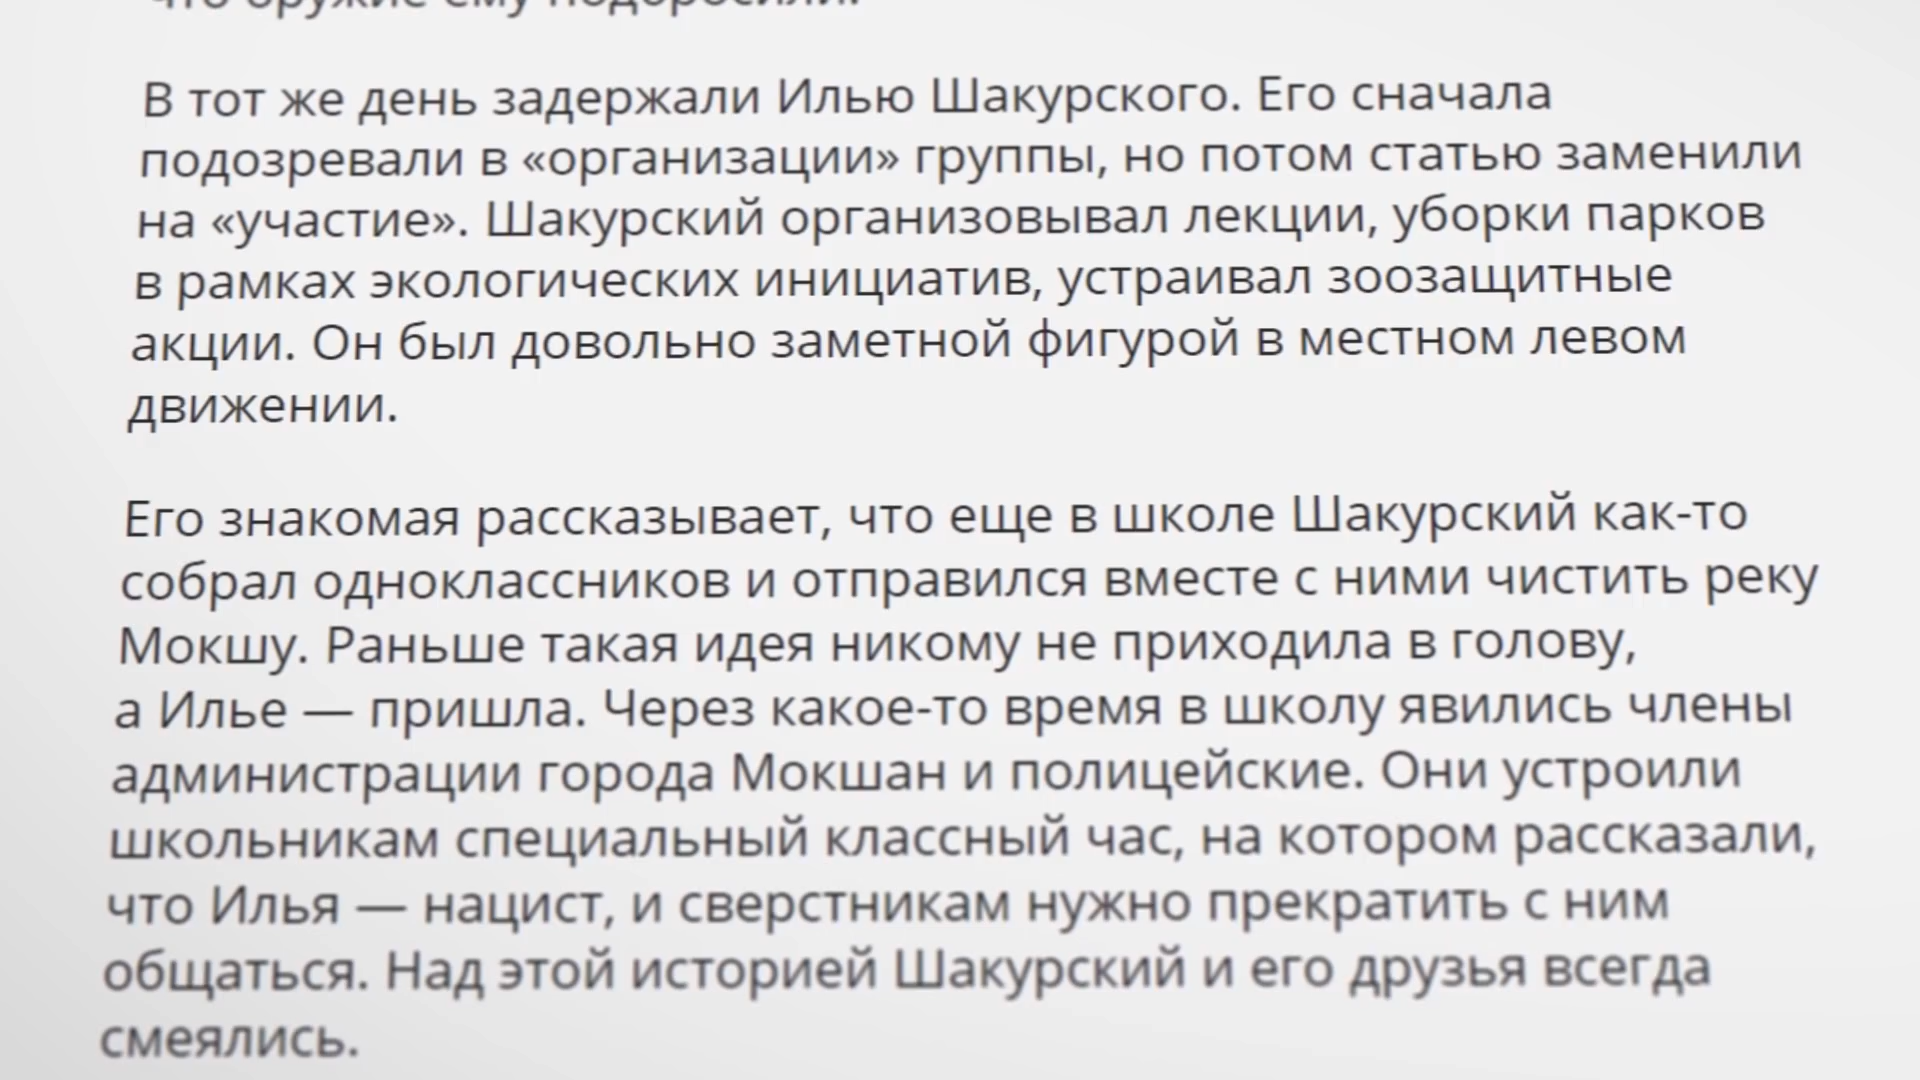 что оружие ему подбросили.
В тот же день задержали Илью Шакурского. Его сначала
подозревали в «организации» группы, но потом статью заменили
на «участие». Шакурский организовывал лекции, уборки парков
в рамках экологических инициатив, устраивал зоозащитные
акции. Он был довольно заметной фигурой в местном левом
движении.
Его знакомая рассказывает, что еще в школе Шакурский как-то
собрал одноклассников и отправился вместе с ними чистить реку
Мокшу. Раньше такая идея никому не приходила в голову,
а Илье — пришла. Через какое-то время в школу явились члены
администрации города Мокшан и полицейские. Они устроили
школьникам специальный классный час, на котором рассказали,
что Илья — нацист, и сверстникам нужно прекратить с ним
общаться. Над этой историей Шакурский и его друзья всегда
смеялись.